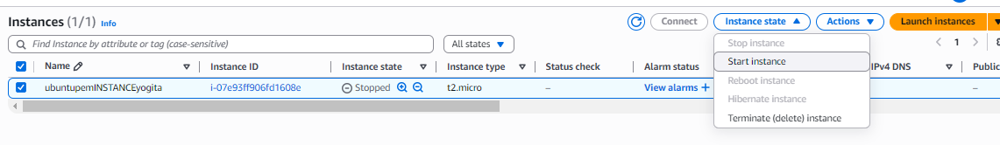 Instances (1/1) Info
Connect
Instance state
Actions
Launch instances
Find Instance by attribute or tag (case-sensitive)
All states
1
Stop instance
Start instance
Reboot instance
Hibernate instance
Terminate (delete) instance
Name
Instance ID
Instance state
Instance type
Status check
Alarm status
IPv4 DNS
Public
ubuntupemINSTANCEyogita
i-07e93ff906fd1608e
Stopped
t2.micro
–
View alarms +
–